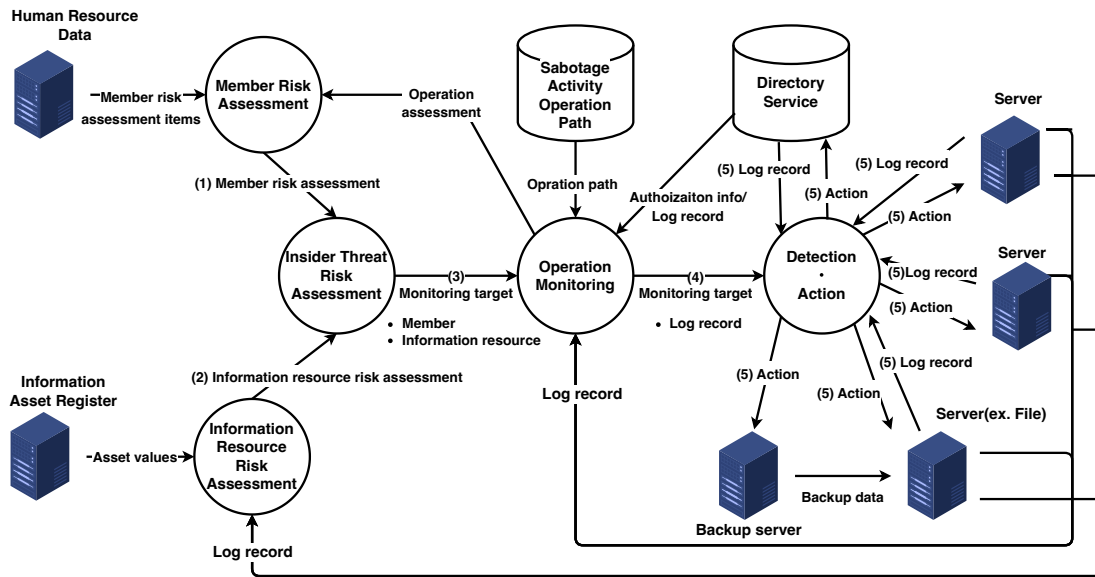 Human Resource
Data
Member risk
assessment items
Member Risk
Assessment
Operation
assessment
Sabotage
Activity
Operation
Path
Directory
Service
Server
(1) Member risk assessment
Opration path
Authoizaiton info/
Log record
(5) Log record
(5) Action
(5) Log record
(5) Action
Insider Threat
Risk
Assessment
(3)
Monitoring target
• Member
• Information resource
Operation
Monitoring
(4)
Monitoring target
• Log record
Detection
・
Action
Server
(5)Log record
(5) Action
(2) Information resource risk assessment
Log record
(5) Action
(5) Action
(5) Log record
Information
Asset Register
Asset values
Information
Resource
Risk
Assessment
Server(ex. File)
Backup data
Backup server
Log record